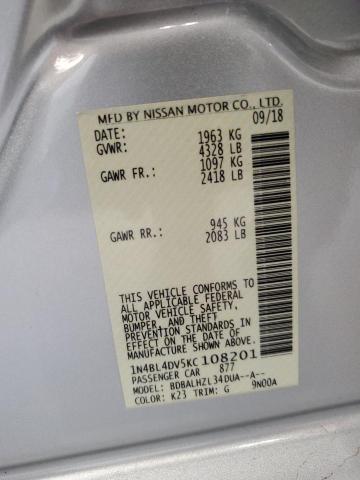 MFD BY NISSAN MOTOR CO., LTD.
09/18
DATE: 1963 KG
GVWR: 4328 LB
1097 KG
GAWR FR.: 2418 LB
945 KG
GAWR RR.: 2083 LB
THIS VEHICLE CONFORMS TO
ALL APPLICABLE FEDERAL
MOTOR VEHICLE SAFETY,
BUMPER, AND THEFT
PREVENTION STANDARDS IN
EFFECT ON THE DATE OF
MANUFACTURE SHOWN ABOVE.
1N4BL4DV5KC108201
PASSENGER CAR 877
MODEL: BDBALHZL34DUA--A--
COLOR: K23 TRIM: G 9N00A